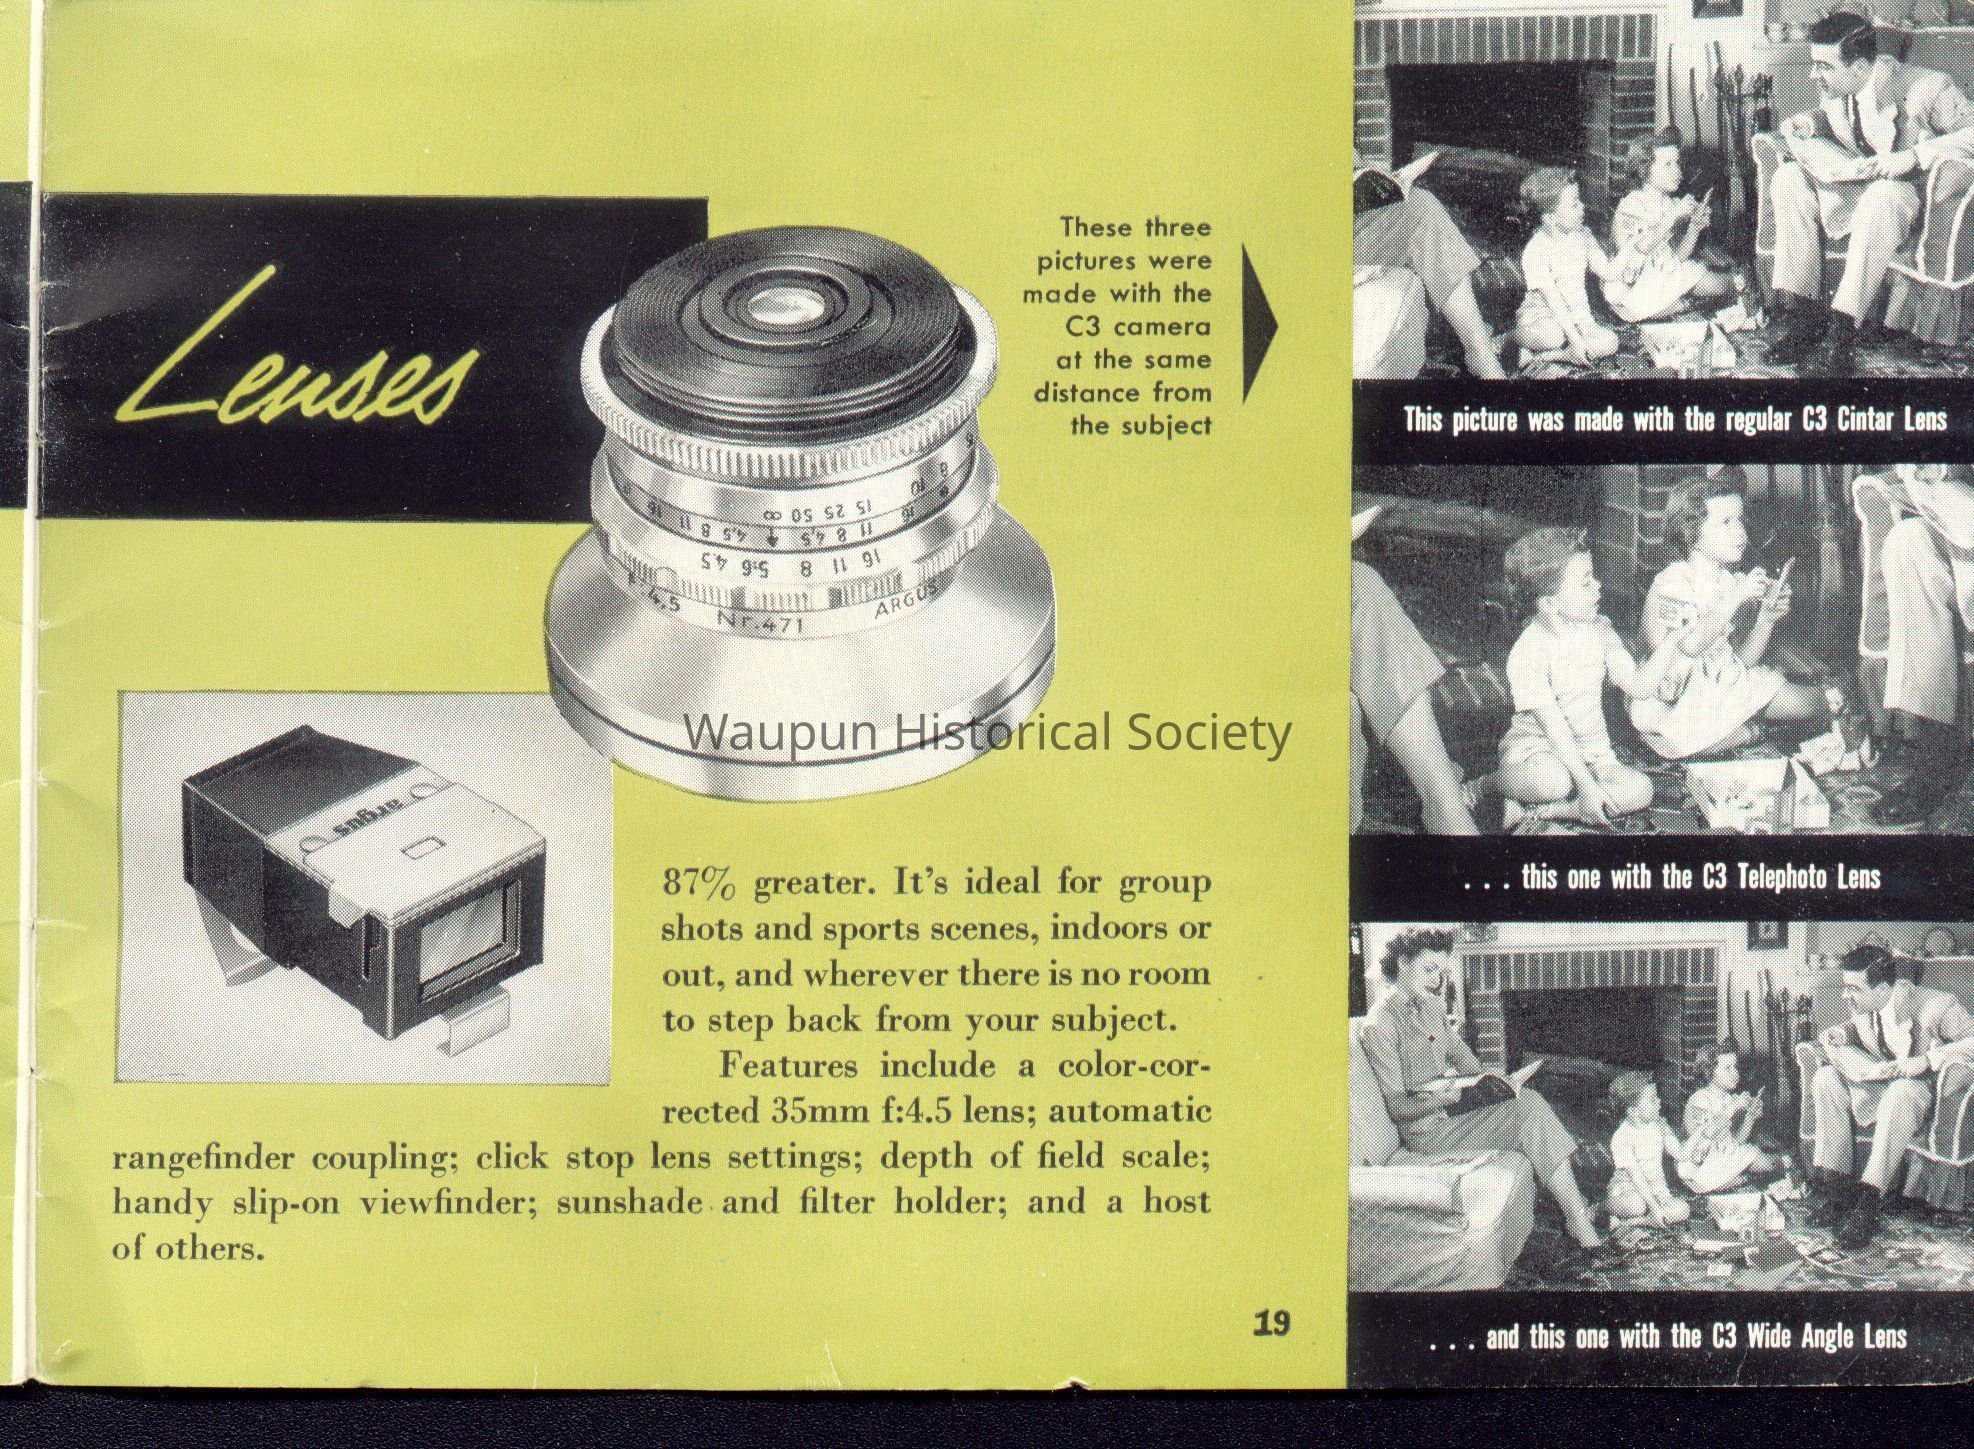 Lenses
These three
pictures were
made with the
C3 camera
at the same
distance from
the subject
15 25 50 ∞
16 11 8 4,5 4,5 8 11 16
4.5 5.6 8 11 16
4,5 Nr.471 ARGUS
argus
Waupun Historical Society
87% greater. It's ideal for group
shots and sports scenes, indoors or
out, and wherever there is no room
to step back from your subject.
Features include a color-cor-
rected 35mm f:4.5 lens; automatic
rangefinder coupling; click stop lens settings; depth of field scale;
handy slip-on viewfinder; sunshade and filter holder; and a host
of others.
19
This picture was made with the regular C3 Cintar Lens
. . . this one with the C3 Telephoto Lens
. . . and this one with the C3 Wide Angle Lens